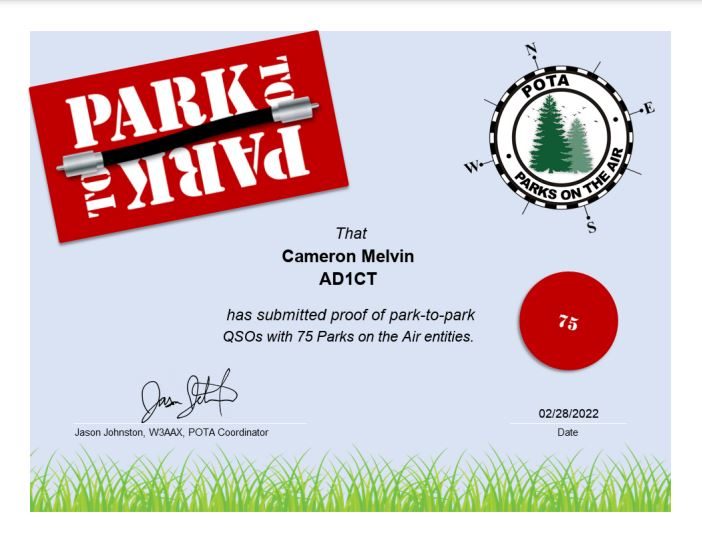 PARK TO
PARK TO
N
POTA
E
W
PARKS ON THE AIR
S
That
Cameron Melvin
AD1CT
has submitted proof of park-to-park
QSOs with 75 Parks on the Air entities.
75
Jason Johnston, W3AAX, POTA Coordinator
02/28/2022
Date